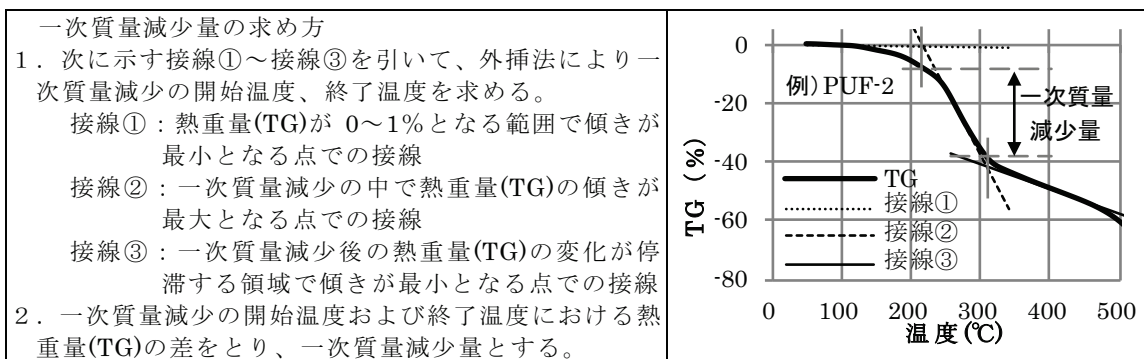 一次質量減少量の求め方
１．次に示す接線①～接線③を引いて、外挿法により一
次質量減少の開始温度、終了温度を求める。
接線①：熱重量(TG)が 0～1%となる範囲で傾きが
最小となる点での接線
接線②：一次質量減少の中で熱重量(TG)の傾きが
最大となる点での接線
接線③：一次質量減少後の熱重量(TG)の変化が停
滞する領域で傾きが最小となる点での接線
２．一次質量減少の開始温度および終了温度における熱
重量(TG)の差をとり、一次質量減少量とする。
TG（%）
0
-20
-40
-60
-80
例）PUF-2
一次質量
減少量
TG
接線①
接線②
接線③
0 100 200 300 400 500
温度(℃)